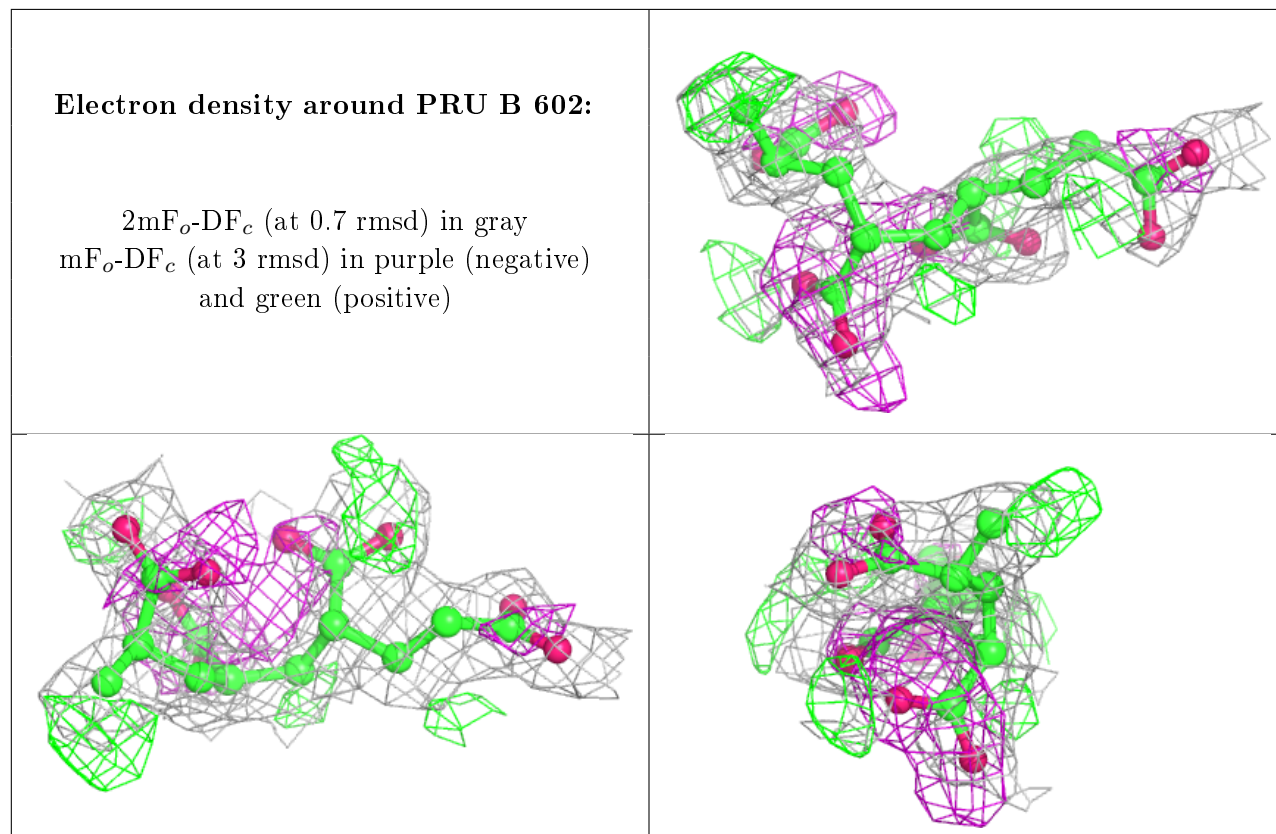 Electron density around PRU B 602:
2mFo-DFc (at 0.7 rmsd) in gray
mFo-DFc (at 3 rmsd) in purple (negative)
and green (positive)